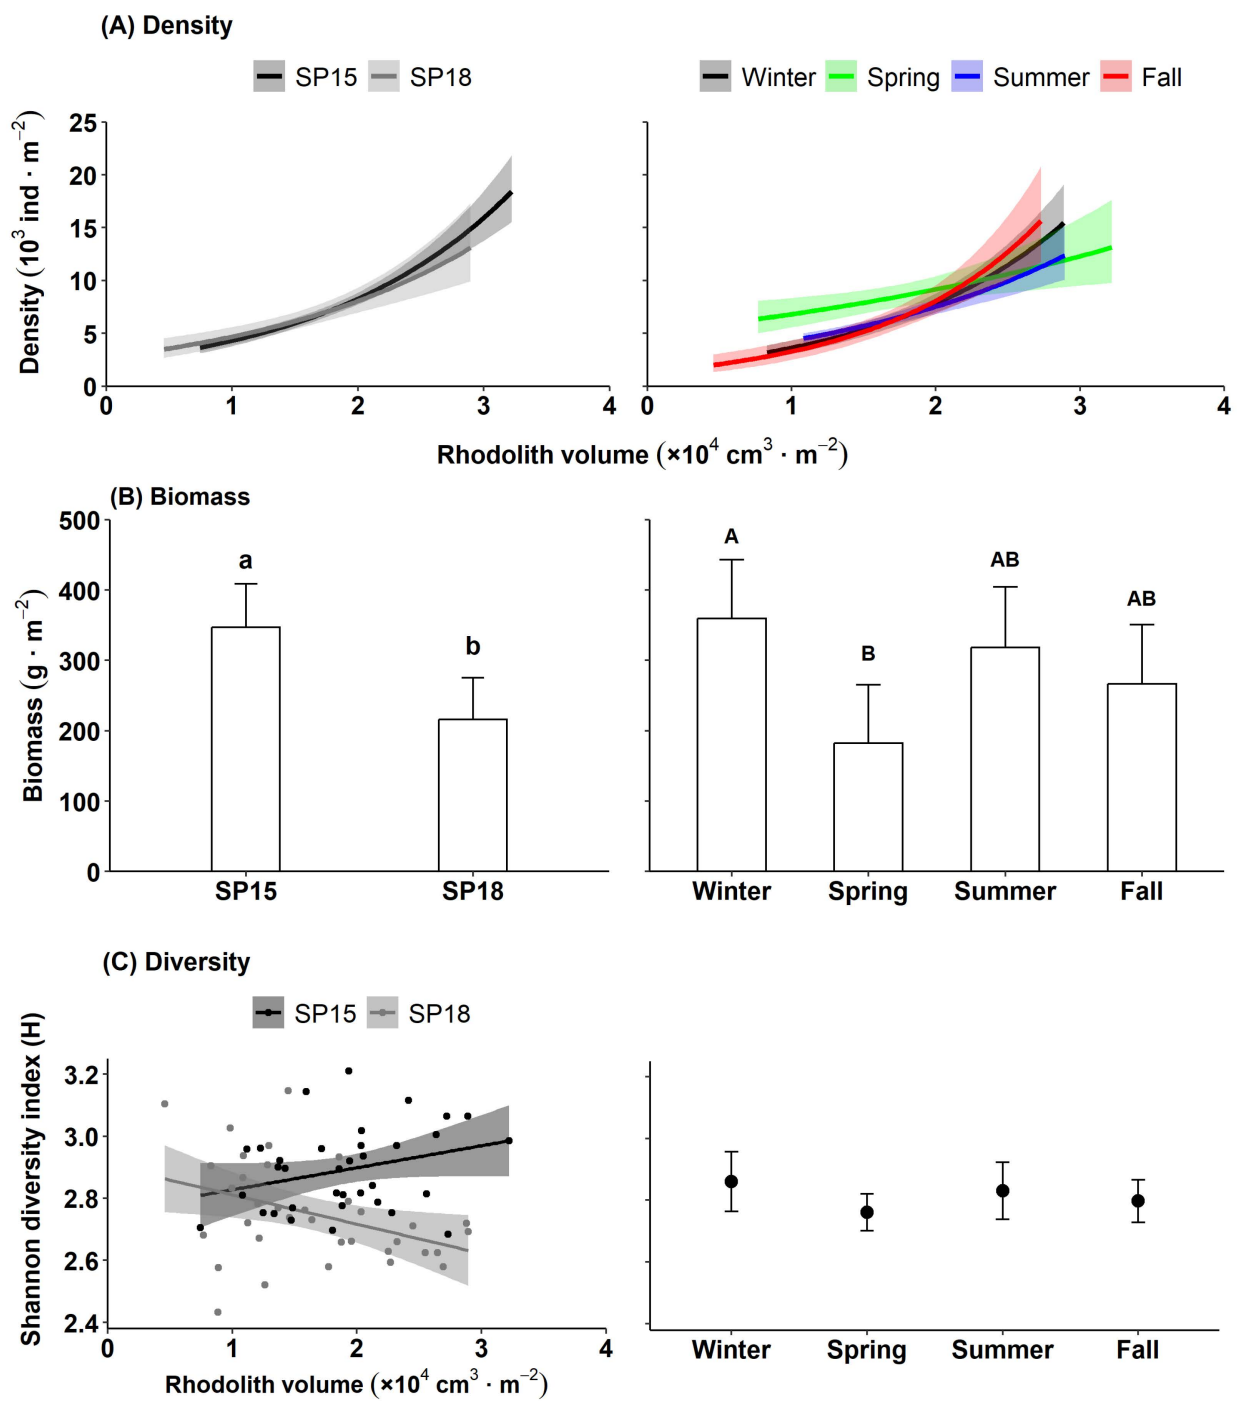 (A) Density
SP15 SP18
Winter Spring Summer Fall
Density (10³ ind · m⁻²)
25
20
15
10
5
0
0 1 2 3 4
0 1 2 3 4
Rhodolith volume (×10⁴ cm³ · m⁻²)
(B) Biomass
Biomass (g · m⁻²)
500
400
300
200
100
0
a
b
A
B
AB
AB
SP15 SP18
Winter Spring Summer Fall
(C) Diversity
SP15 SP18
Shannon diversity index (H)
3.2
3.0
2.8
2.6
2.4
0 1 2 3 4
Winter Spring Summer Fall
Rhodolith volume (×10⁴ cm³ · m⁻²)